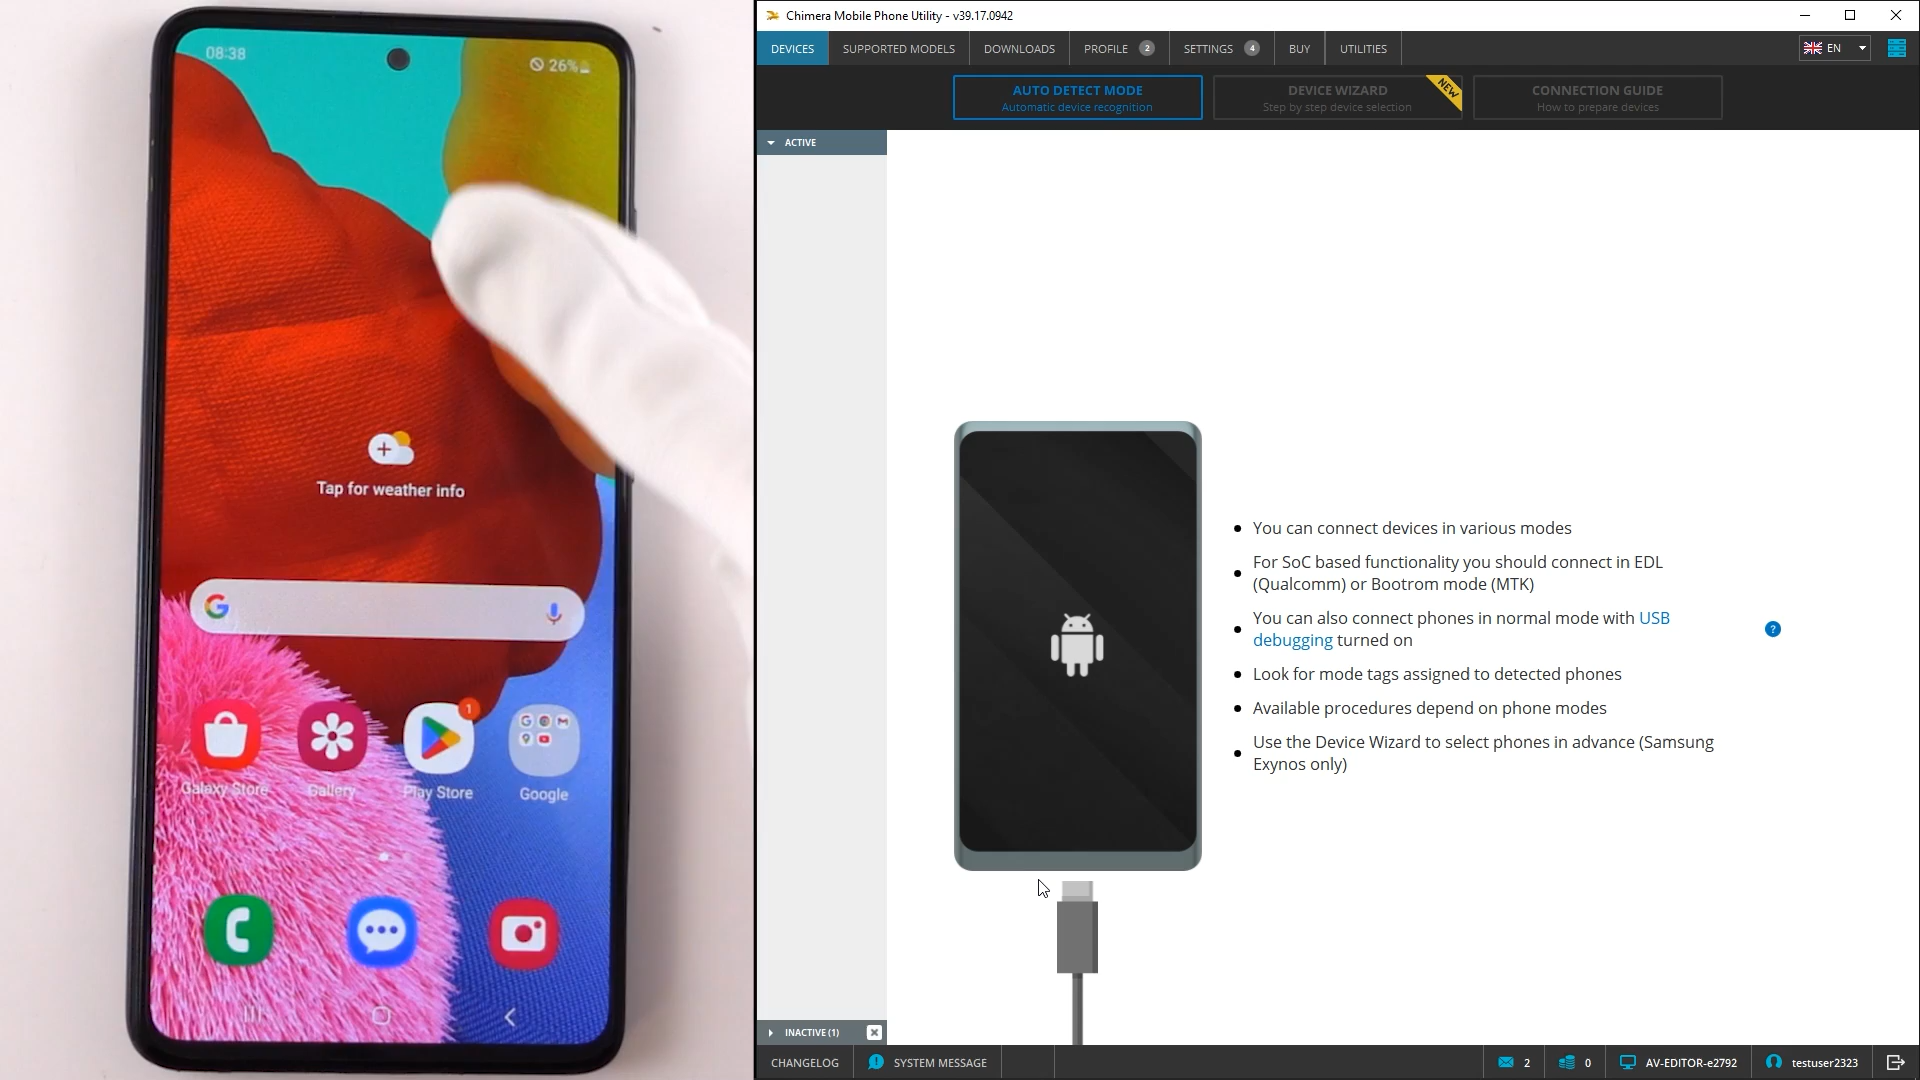 08:38
26%
Tap for weather info
1
Galaxy Store
Gallery
Play Store
Google
Chimera Mobile Phone Utility - v39.17.0942
DEVICES
SUPPORTED MODELS
DOWNLOADS
PROFILE 2
SETTINGS 4
BUY
UTILITIES
EN
AUTO DETECT MODE
Automatic device recognition
DEVICE WIZARD
Step by step device selection
NEW
CONNECTION GUIDE
How to prepare devices
ACTIVE
You can connect devices in various modes
For SoC based functionality you should connect in EDL
(Qualcomm) or Bootrom mode (MTK)
You can also connect phones in normal mode with USB
debugging turned on
?
Look for mode tags assigned to detected phones
Available procedures depend on phone modes
Use the Device Wizard to select phones in advance (Samsung
Exynos only)
INACTIVE (1)
CHANGELOG
SYSTEM MESSAGE
2
0
AV-EDITOR-e2792
testuser2323